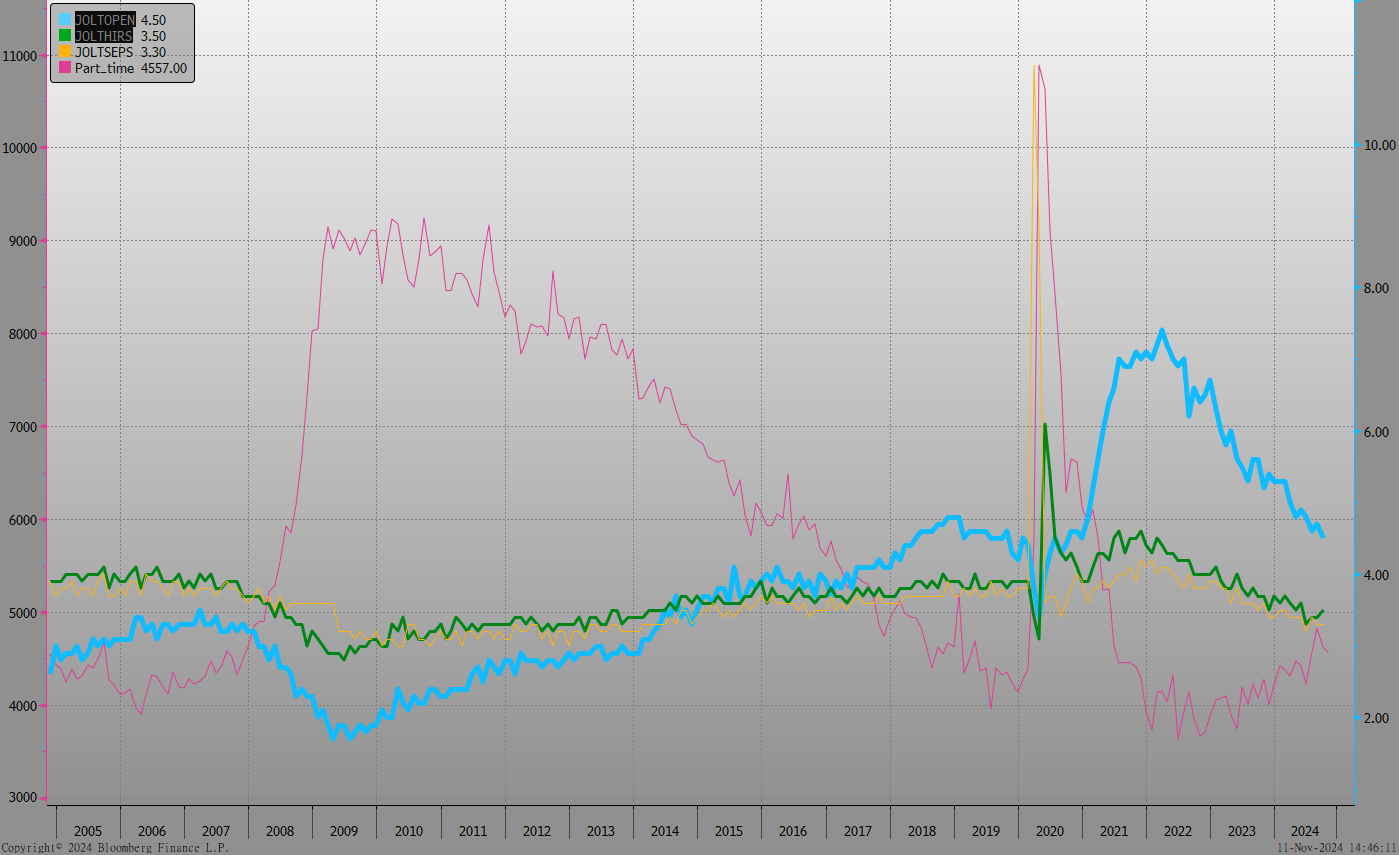 JOLTOPEN 4.50
JOLTHIRS 3.50
JOLTSEPS 3.30
Part_time 4557.00
11000
10000
9000
8000
7000
6000
5000
4000
3000
10.00
8.00
6.00
4.00
2.00
2005 2006 2007 2008 2009 2010 2011 2012 2013 2014 2015 2016 2017 2018 2019 2020 2021 2022 2023 2024
Copyright© 2024 Bloomberg Finance L.P. 11-Nov-2024 14:46:11